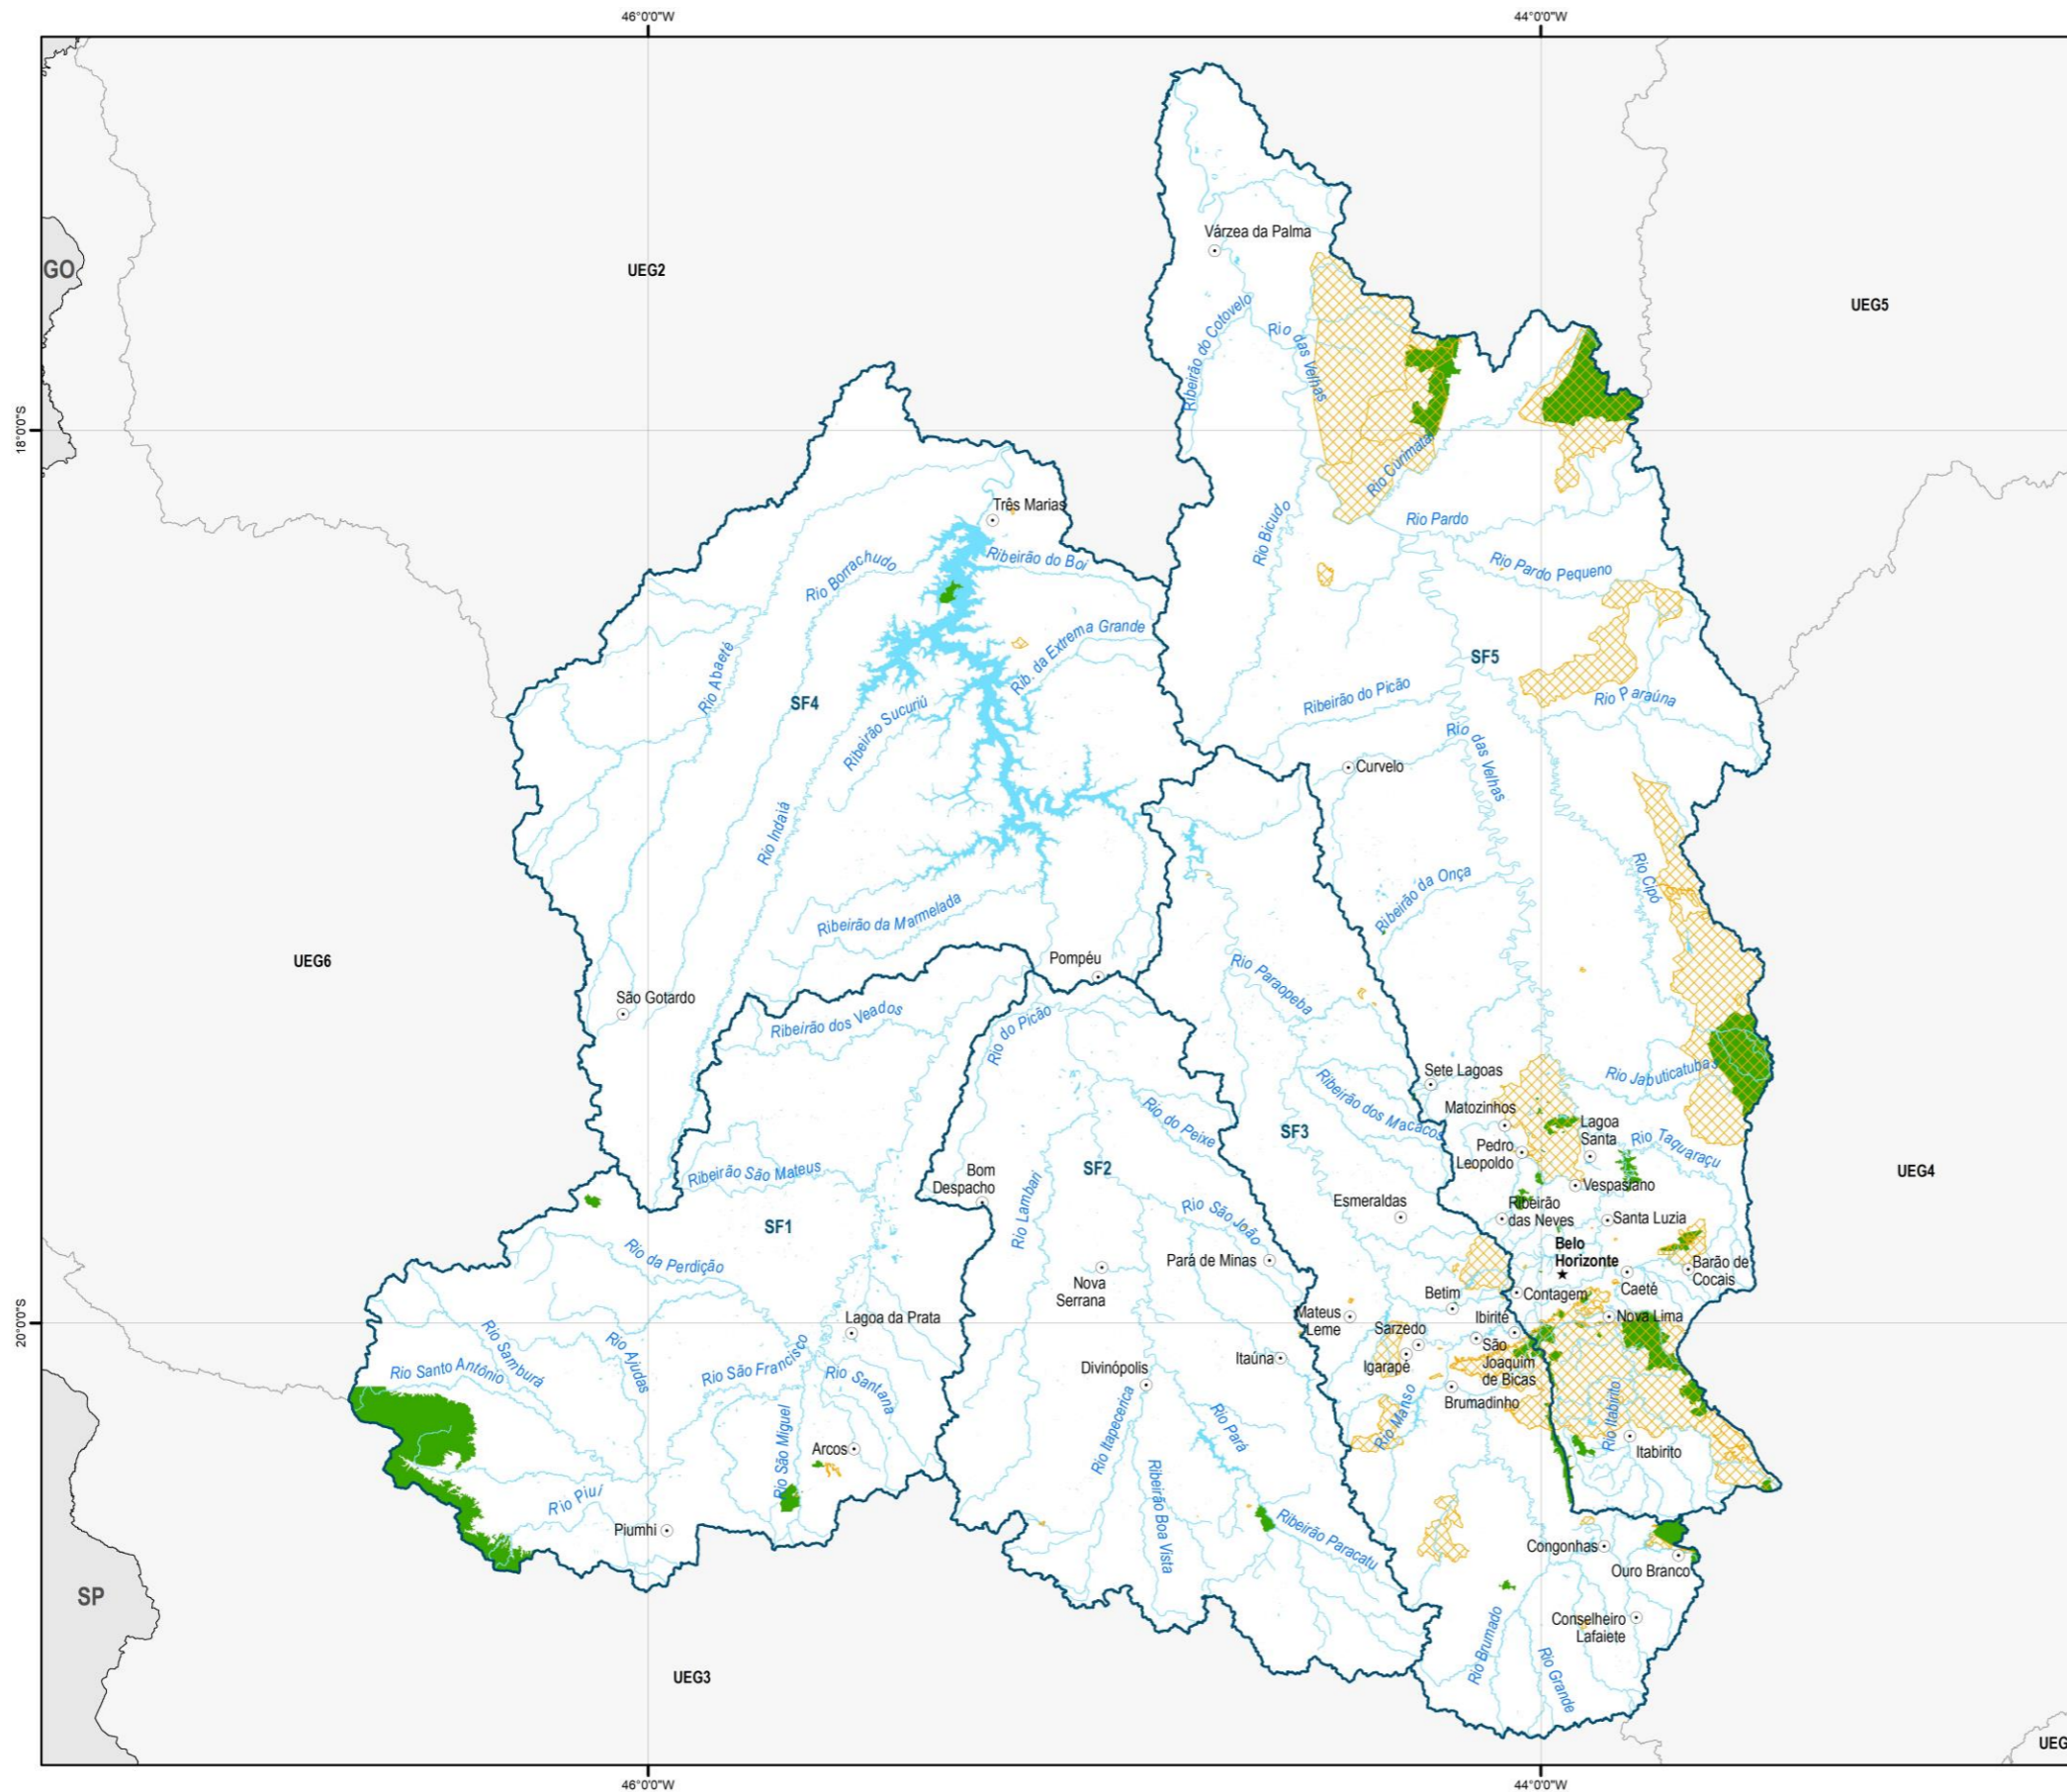 46°0'0"W
44°0'0"W
Várzea da Palma
GO
UEG2
UEG5
Ribeirão do Cotovelo
Rio das Velhas
18°0'0"S
Rio Curimataí
Três Marias
Rio Bicudo
Rio Pardo
Rio Borrachudo
Ribeirão do Boi
Rio Pardo Pequeno
Rib. da Extrema Grande
Rio Abaeté
SF5
SF4
Ribeirão Sucuriú
Ribeirão do Picão
Rio Paraúna
Rio das Velhas
Curvelo
Rio Indaiá
Ribeirão da Onça
Rio Cipó
Ribeirão da Marmelada
UEG6
Pompéu
Rio Paraopeba
São Gotardo
Ribeirão dos Veados
Rio do Picão
Sete Lagoas
Rio Jabuticatubas
Ribeirão dos Macacos
Matozinhos
Rio do Peixe
Lagoa
Santa
SF3
Pedro
Leopoldo
Rio Taquaraçu
SF2
Ribeirão São Mateus
Bom
Despacho
UEG4
Vespasiano
Rio Lambari
Esmeraldas
Ribeirão
das Neves
Rio São João
Santa Luzia
SF1
Belo
Horizonte
Rio da Perdição
Pará de Minas
Barão de
Cocais
Nova
Serrana
Caeté
Betim
Contagem
Mateus
Leme
Ibirité
Nova Lima
Lagoa da Prata
20°0'0"S
Sarzedo
São
Joaquim
de Bicas
Rio Samburá
Rio Ajudas
Rio Santo Antônio
Rio São Francisco
Rio Santana
Divinópolis
Itaúna
Igarapé
Brumadinho
Rio Manso
Rio Itabirito
Rio Itapecerica
Rio Pará
Arcos
Rio São Miguel
Itabirito
Rio Piuí
Ribeirão Boa Vista
Piumhi
Ribeirão Paracatu
Congonhas
Ouro Branco
SP
Conselheiro
Lafaiete
Rio Brumado
Rio Grande
UEG3
UEG
46°0'0"W
44°0'0"W